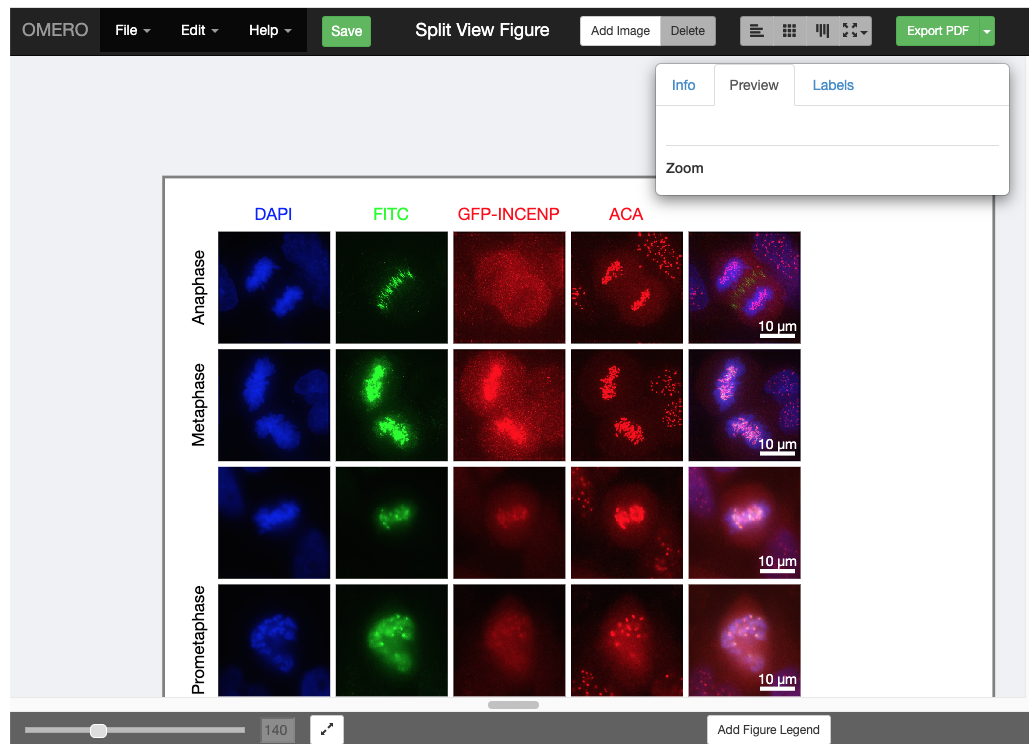 OMERO File Edit Help Save Split View Figure Add Image Delete Export PDF
Info Preview Labels
Zoom
DAPI FITC GFP-INCENP ACA
Anaphase
10 µm
Metaphase
10 µm
10 µm
Prometaphase
10 µm
140 Add Figure Legend